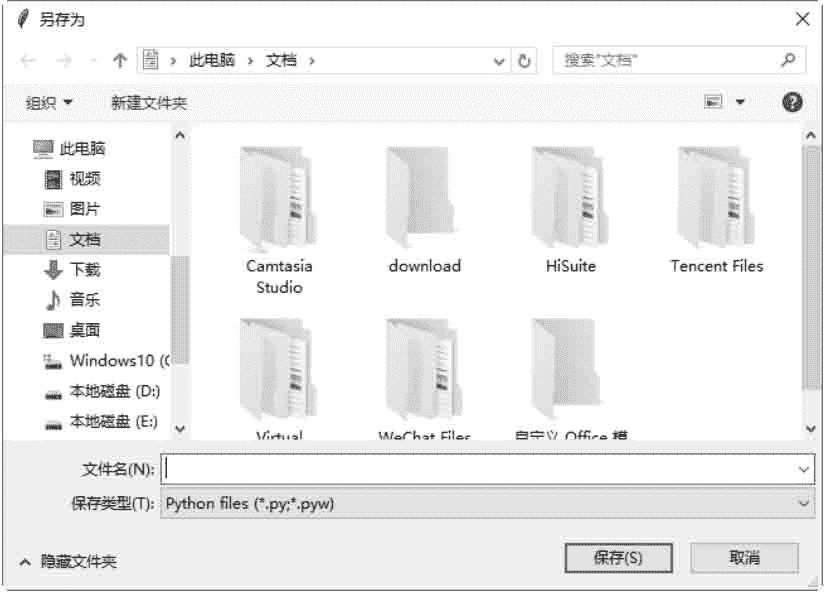 另存为
此电脑 > 文档 >
搜索"文档"
组织 新建文件夹
此电脑
视频
图片
文档
下载
音乐
桌面
Windows10 (
本地磁盘 (D:)
本地磁盘 (E:)
Camtasia
Studio
download
HiSuite
Tencent Files
Virtual
WeChat Files
自定义 Office 模
文件名(N):
保存类型(T): Python files (*.py;*.pyw)
隐藏文件夹
保存(S)
取消